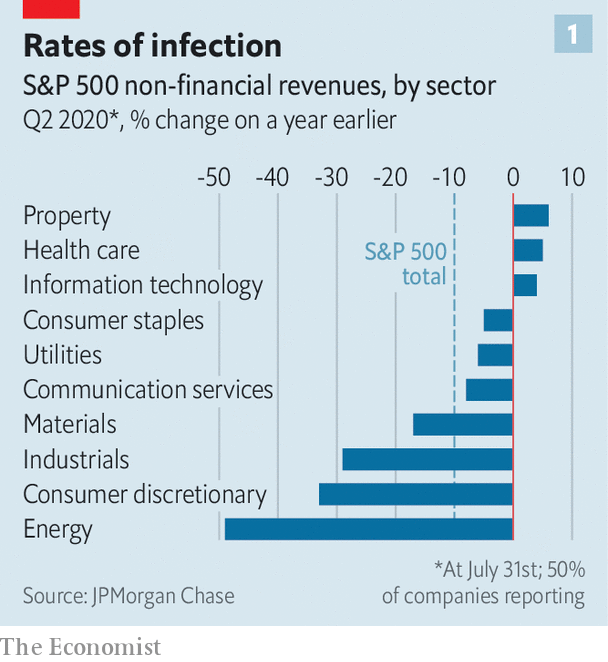 Rates of infection
1
S&P 500 non-financial revenues, by sector
Q2 2020*, % change on a year earlier
-50 -40 -30 -20 -10 0 10
Property
Health care
S&P 500
total
Information technology
Consumer staples
Utilities
Communication services
Materials
Industrials
Consumer discretionary
Energy
*At July 31st; 50%
of companies reporting
Source: JPMorgan Chase
The Economist